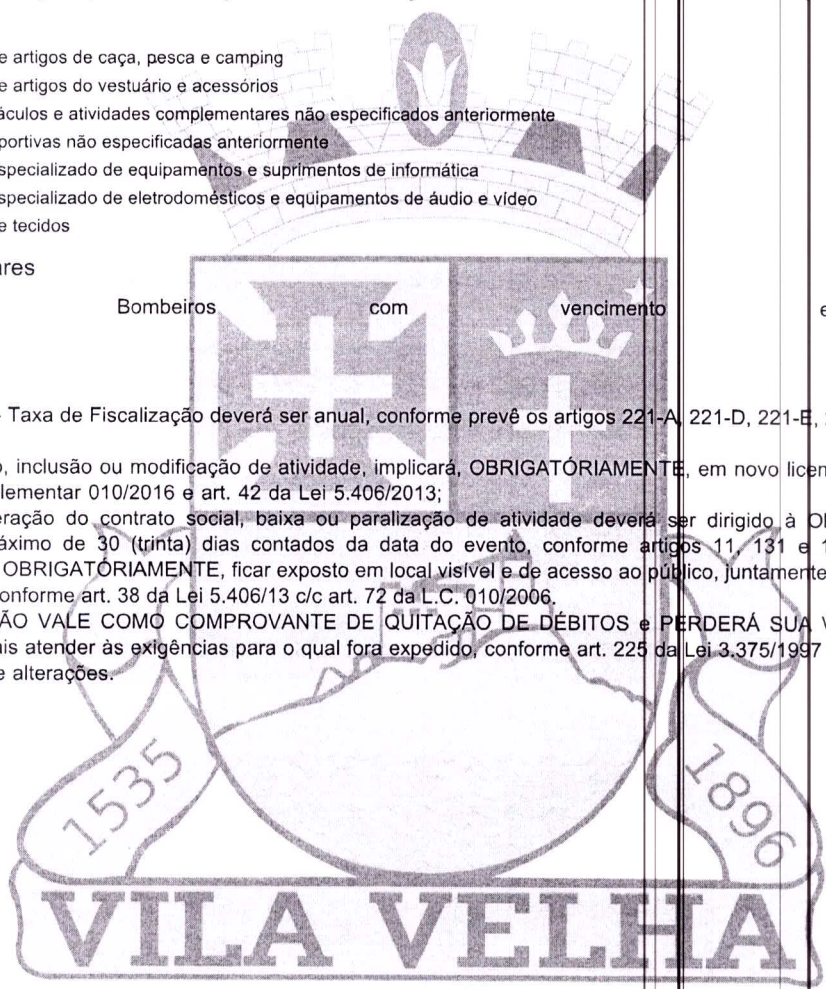 e artigos de caça, pesca e camping
e artigos do vestuário e acessórios
áculos e atividades complementares não especificados anteriormente
portivas não especificadas anteriormente
specializado de equipamentos e suprimentos de informática
specializado de eletrodomésticos e equipamentos de áudio e vídeo
e tecidos
ares
Bombeiros com vencimento e
- Taxa de Fiscalização deverá ser anual, conforme prevê os artigos 221-A, 221-D, 221-E,
o, inclusão ou modificação de atividade, implicará, OBRIGATÓRIAMENTE, em novo licen
lementar 010/2016 e art. 42 da Lei 5.406/2013;
eração do contrato social, baixa ou paralização de atividade deverá ser dirigido à
áximo de 30 (trinta) dias contados da data do evento, conforme artigos 11, 131 e 1
OBRIGATÓRIAMENTE, ficar exposto em local visível e de acesso ao público, juntamente
onforme art. 38 da Lei 5.406/13 c/c art. 72 da L.C. 010/2006.
ÃO VALE COMO COMPROVANTE DE QUITAÇÃO DE DÉBITOS e PERDERÁ SUA V
ais atender às exigências para o qual fora expedido, conforme art. 225 da Lei 3.375/1997
e alterações.
1535
1896
VILA VELHA